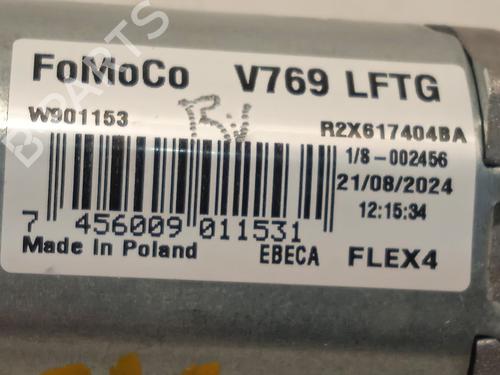 FoMoCo V769 LFTG
W901153 R2X617404BA
1/8-002456
21/08/2024
12:15:34
7 456009 011531
Made In Poland EBECA FLEX4
B-PARTS